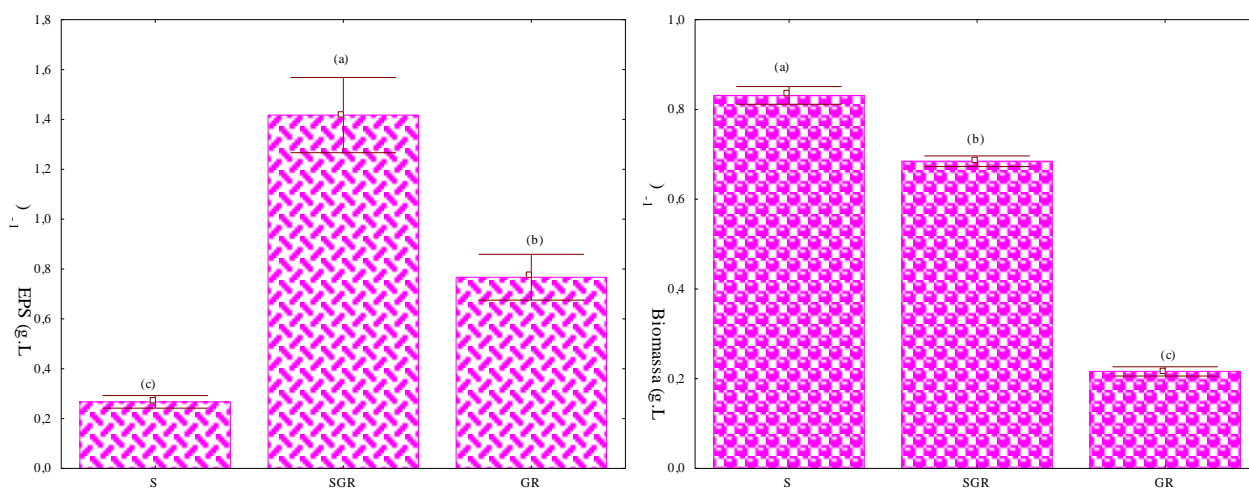 1,8
1,6
1,4
1,2
1,0
0,8
0,6
0,4
0,2
0,0
EPS (g.L
-1
)
(c)
(a)
(b)
S
SGR
GR
1,0
0,8
0,6
0,4
0,2
0,0
Biomassa (g.L
-1
)
(a)
(b)
(c)
S
SGR
GR